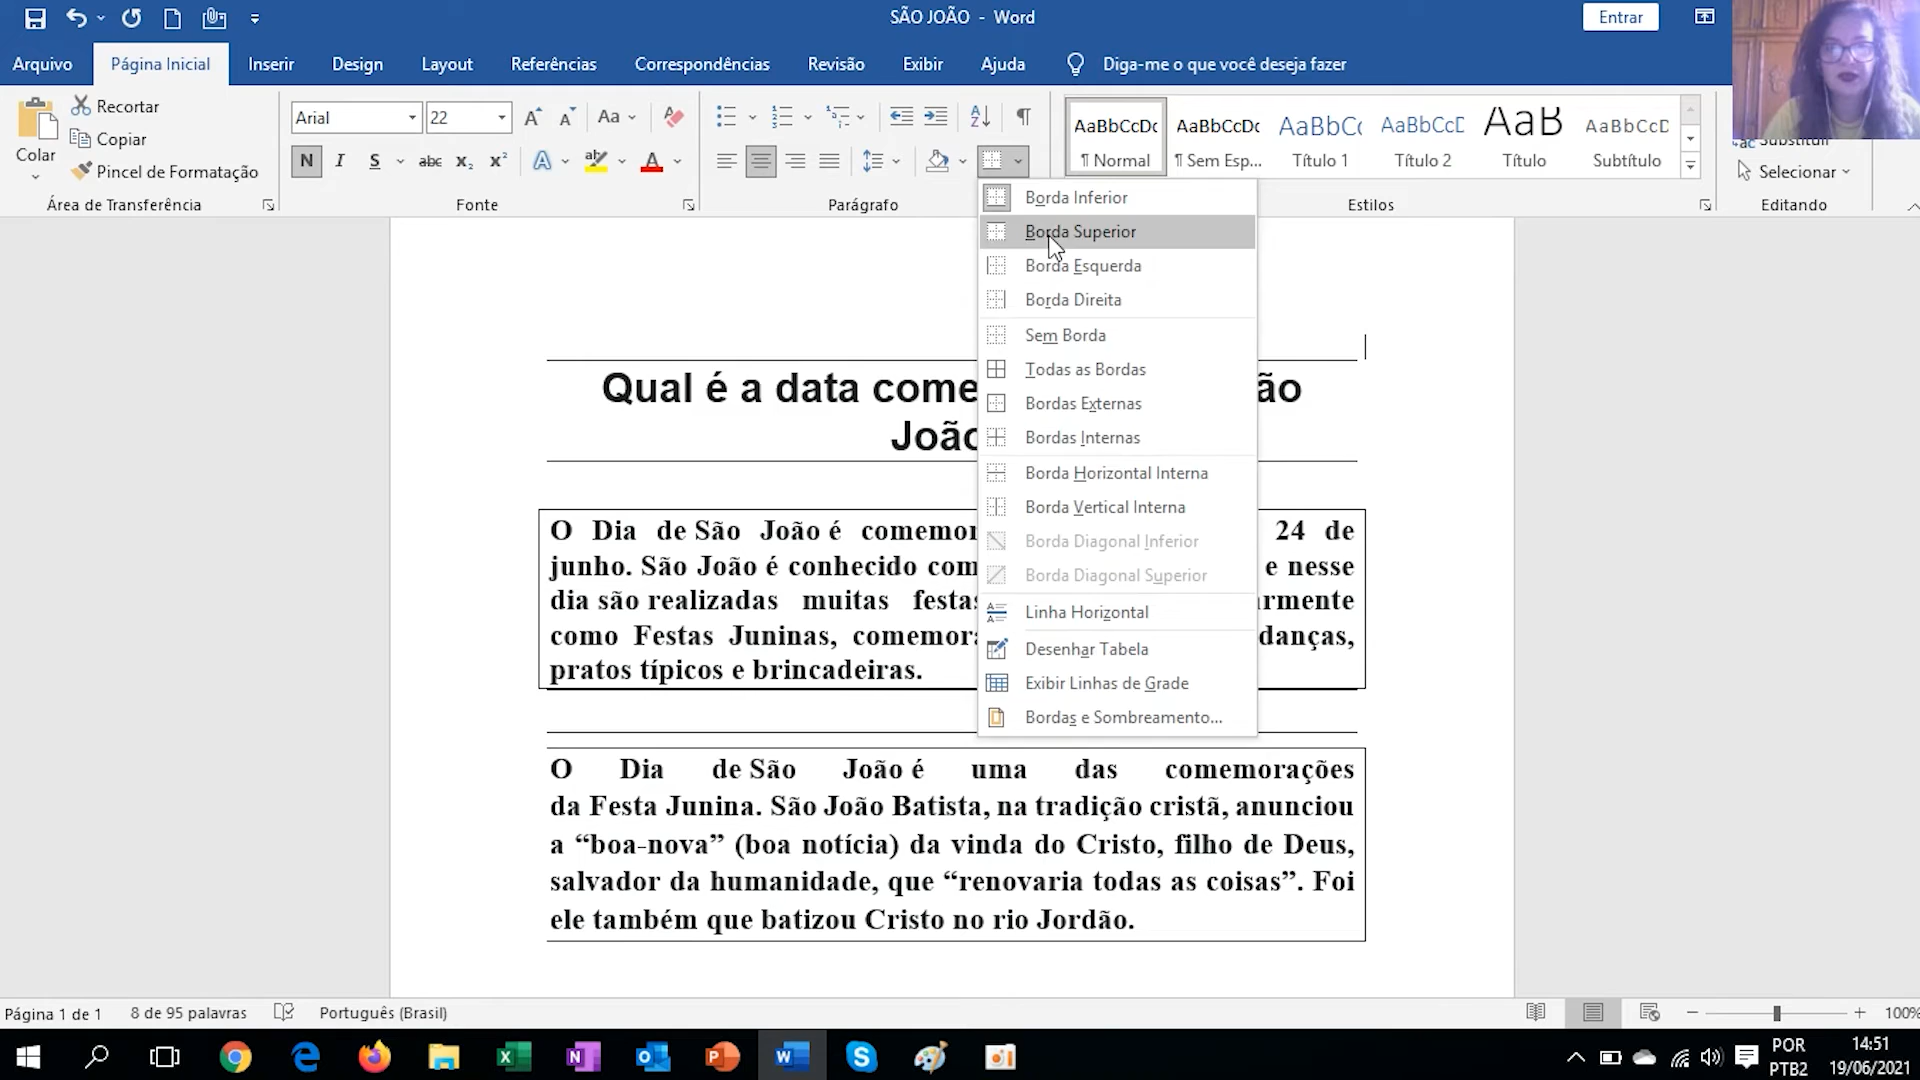 SÃO JOÃO - Word
Entrar
Arquivo Página Inicial Inserir Design Layout Referências Correspondências Revisão Exibir Ajuda Diga-me o que você deseja fazer
Recortar
Copiar
Colar
Pincel de Formatação
Área de Transferência
Arial 22
Aa
N I S abc x₂ x² A ab A
Fonte
Parágrafo
AaBbCcDc AaBbCcDc AaBbCc AaBbCcD AaB AaBbCcD
¶ Normal ¶ Sem Esp... Título 1 Título 2 Título Subtítulo
Estilos
Selecionar
Editando
Borda Inferior
Borda Superior
Borda Esquerda
Borda Direita
Sem Borda
Todas as Bordas
Bordas Externas
Bordas Internas
Borda Horizontal Interna
Borda Vertical Interna
Borda Diagonal Inferior
Borda Diagonal Superior
Linha Horizontal
Desenhar Tabela
Exibir Linhas de Grade
Bordas e Sombreamento...
Qual é a data come ão
João
O Dia de São João é comemor 24 de
junho. São João é conhecido com e nesse
dia são realizadas muitas festas rmente
como Festas Juninas, comemora danças,
pratos típicos e brincadeiras.
O Dia de São João é uma das comemorações
da Festa Junina. São João Batista, na tradição cristã, anunciou
a “boa-nova” (boa notícia) da vinda do Cristo, filho de Deus,
salvador da humanidade, que “renovaria todas as coisas”. Foi
ele também que batizou Cristo no rio Jordão.
Página 1 de 1 8 de 95 palavras Português (Brasil) 100%
POR 14:51
PTB2 19/06/2021